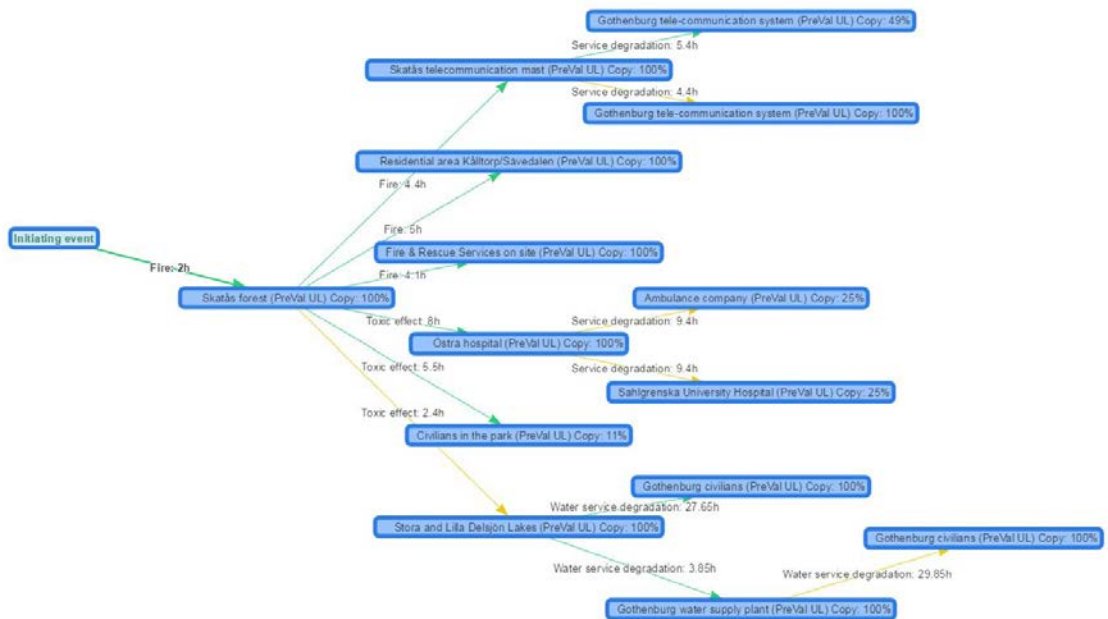 Gothenburg tele-communication system (PreVal UL) Copy: 49%
Service degradation: 5.4h
Skatås telecommunication mast (PreVal UL) Copy: 100%
Service degradation: 4.4h
Gothenburg tele-communication system (PreVal UL) Copy: 100%
Residential area Kålltorp/Savedalen (PreVal UL) Copy: 100%
Fire: 4.4h
Fire: 5h
Initiating event
Fire & Rescue Services on site (PreVal UL) Copy: 100%
Fire: 2h
Fire: 4.1h
Skatås forest (PreVal UL) Copy: 100%
Ambulance company (PreVal UL) Copy: 25%
Toxic effect: 8h
Service degradation: 9.4h
Östra hospital (PreVal UL) Copy: 100%
Toxic effect: 5.5h
Service degradation: 9.4h
Sahlgrenska University Hospital (PreVal UL) Copy: 25%
Toxic effect: 2.4h
Civilians in the park (PreVal UL) Copy: 11%
Gothenburg civilians (PreVal UL) Copy: 100%
Water service degradation: 27.65h
Stora and Lilla Delsjön Lakes (PreVal UL) Copy: 100%
Gothenburg civilians (PreVal UL) Copy: 100%
Water service degradation: 3.85h
Water service degradation: 29.85h
Gothenburg water supply plant (PreVal UL) Copy: 100%